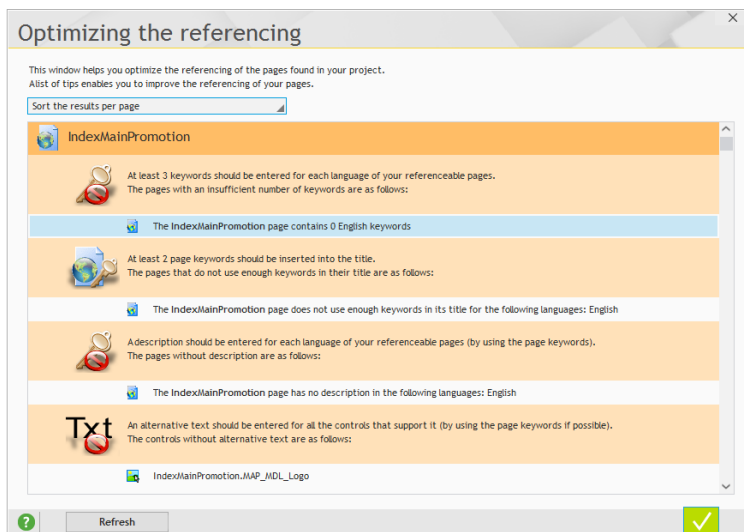 Optimizing the referencing
This window helps you optimize the referencing of the pages found in your project.
Alist of tips enables you to improve the referencing of your pages.
Sort the results per page
IndexMainPromotion
At least 3 keywords should be entered for each language of your referenceable pages.
The pages with an insufficient number of keywords are as follows:
The IndexMainPromotion page contains 0 English keywords
At least 2 page keywords should be inserted into the title.
The pages that do not use enough keywords in their title are as follows:
The IndexMainPromotion page does not use enough keywords in its title for the following languages: English
Adescription should be entered for each language of your referenceable pages (by using the page keywords).
The pages without description are as follows:
The IndexMainPromotion page has no description in the following languages: English
Txt
An alternative text should be entered for all the controls that support it (by using the page keywords if possible).
The controls without alternative text are as follows:
IndexMainPromotion.MAP_MDL_Logo
?
Refresh